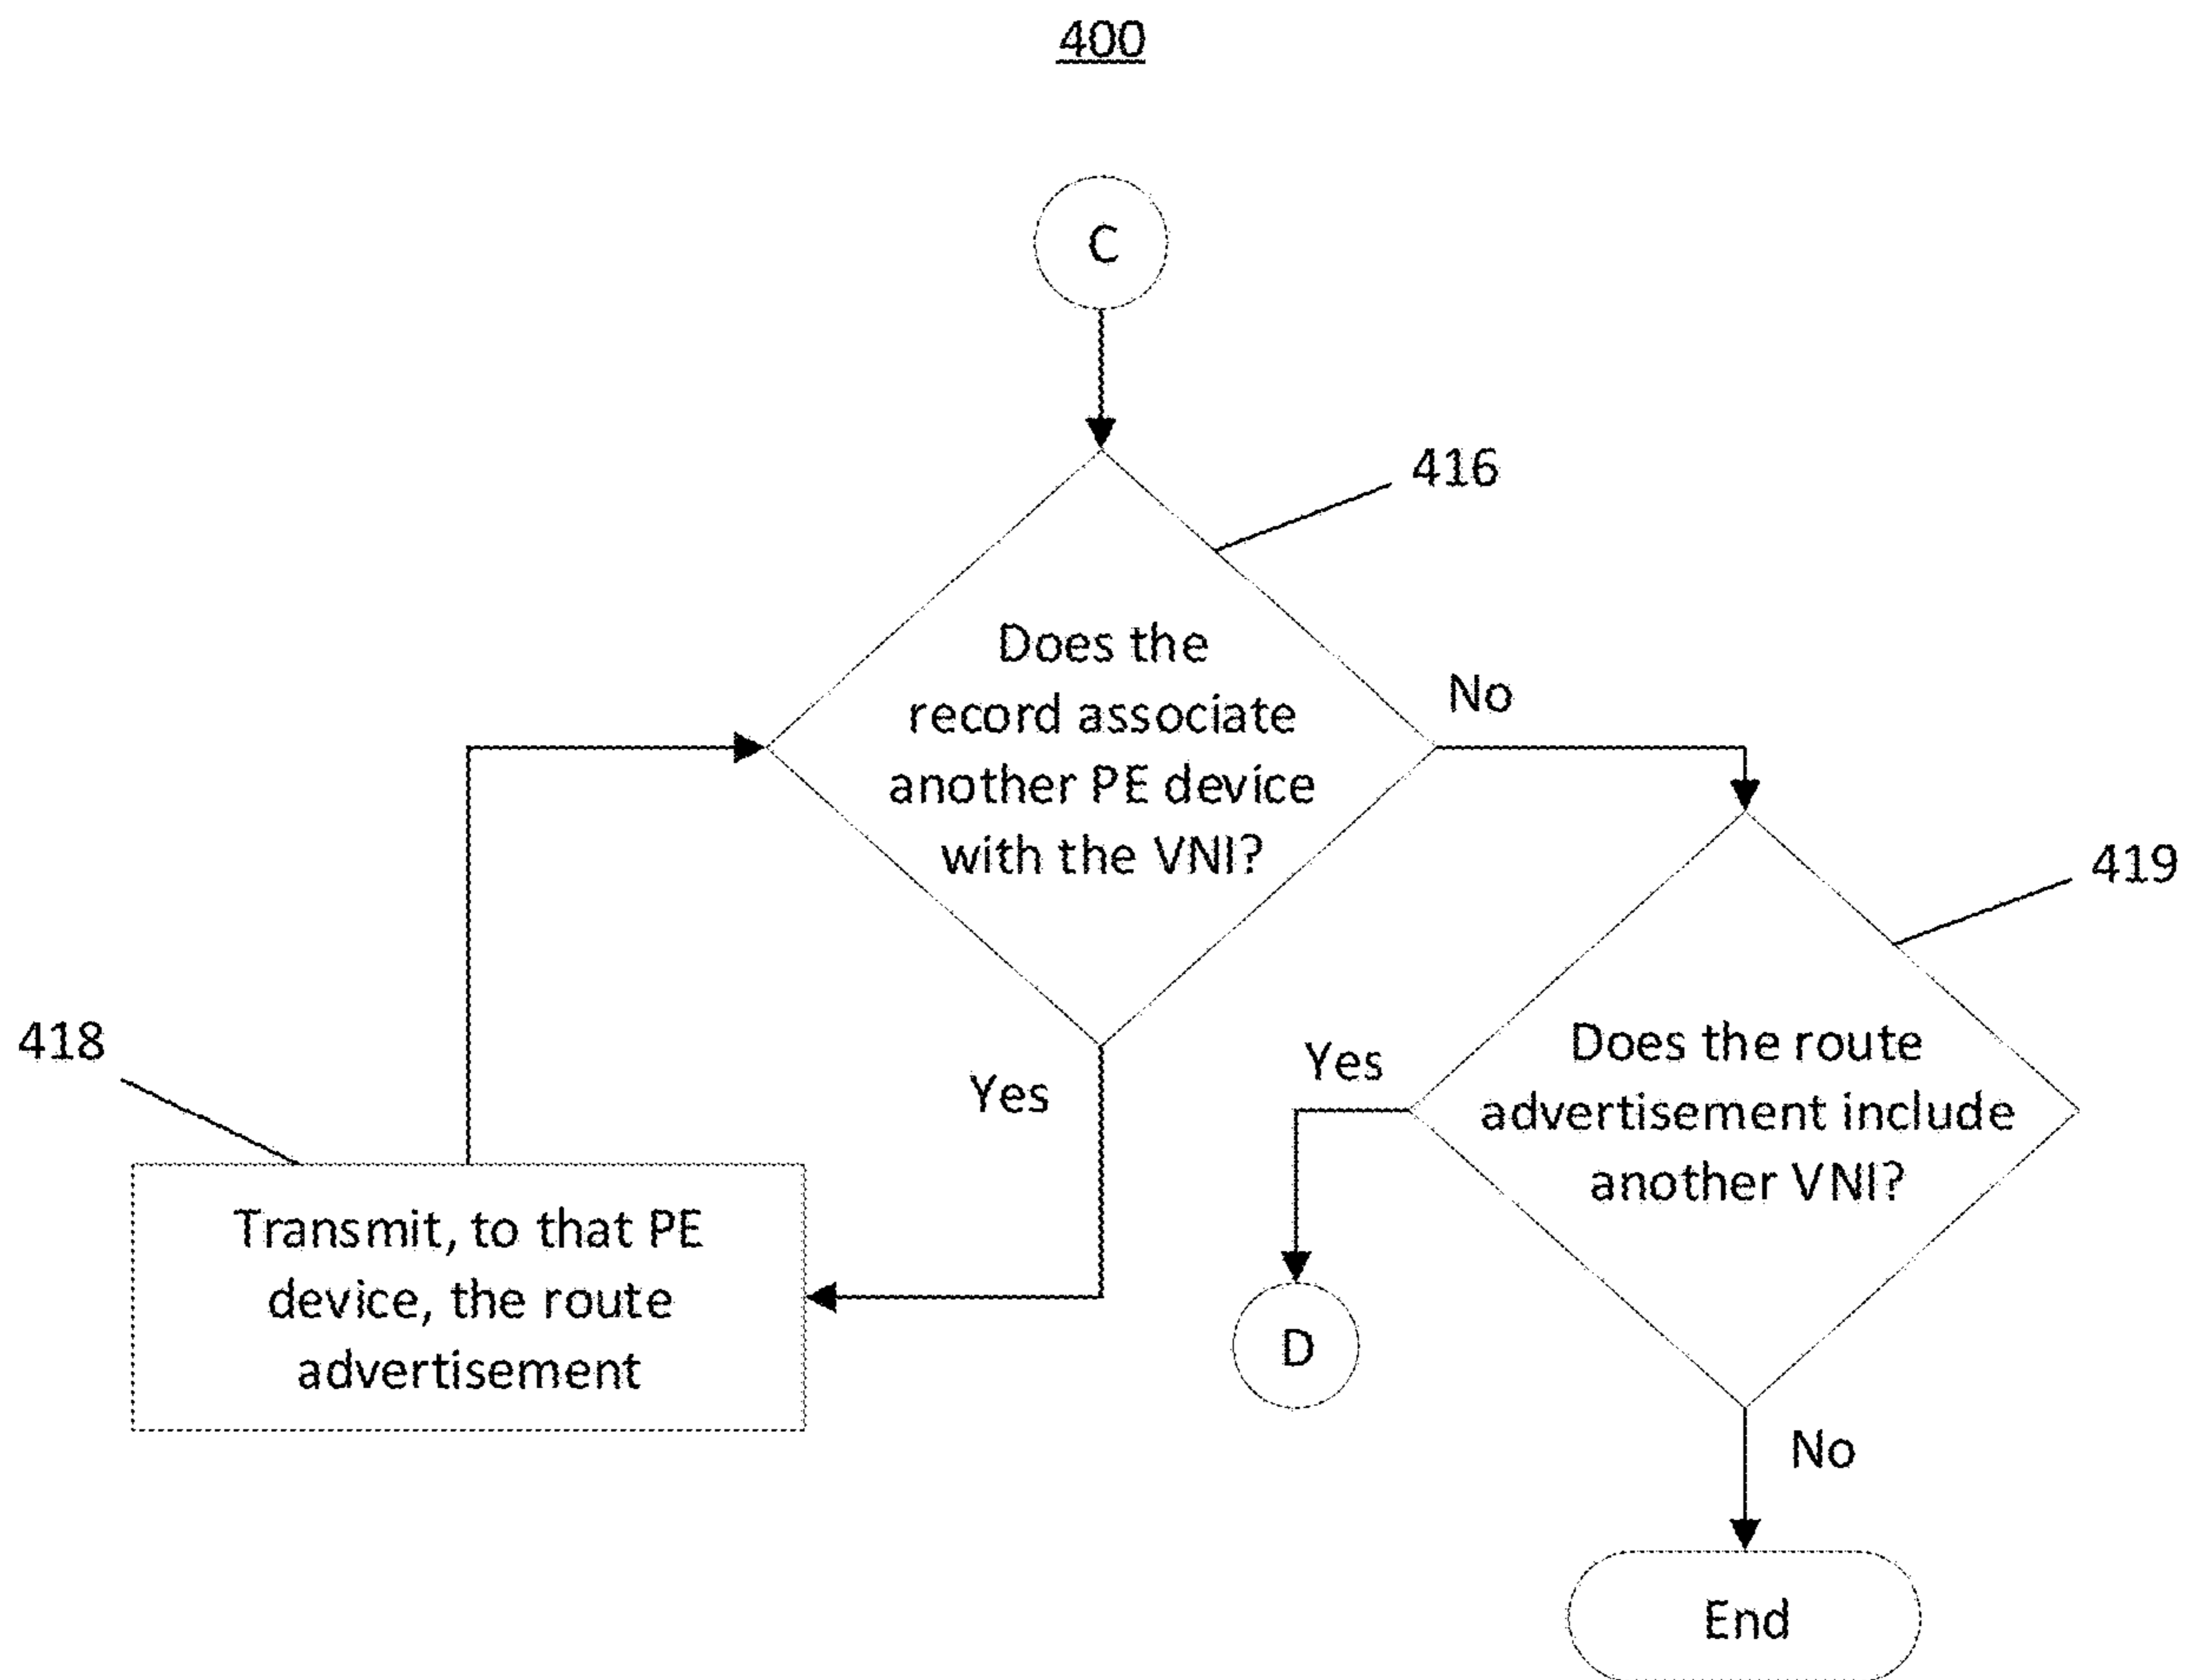 400
C
416
Does the
record associate
another PE device
with the VNI?
No
419
418
Yes
Yes
Does the route
advertisement include
another VNI?
Transmit, to that PE
device, the route
advertisement
D
No
End